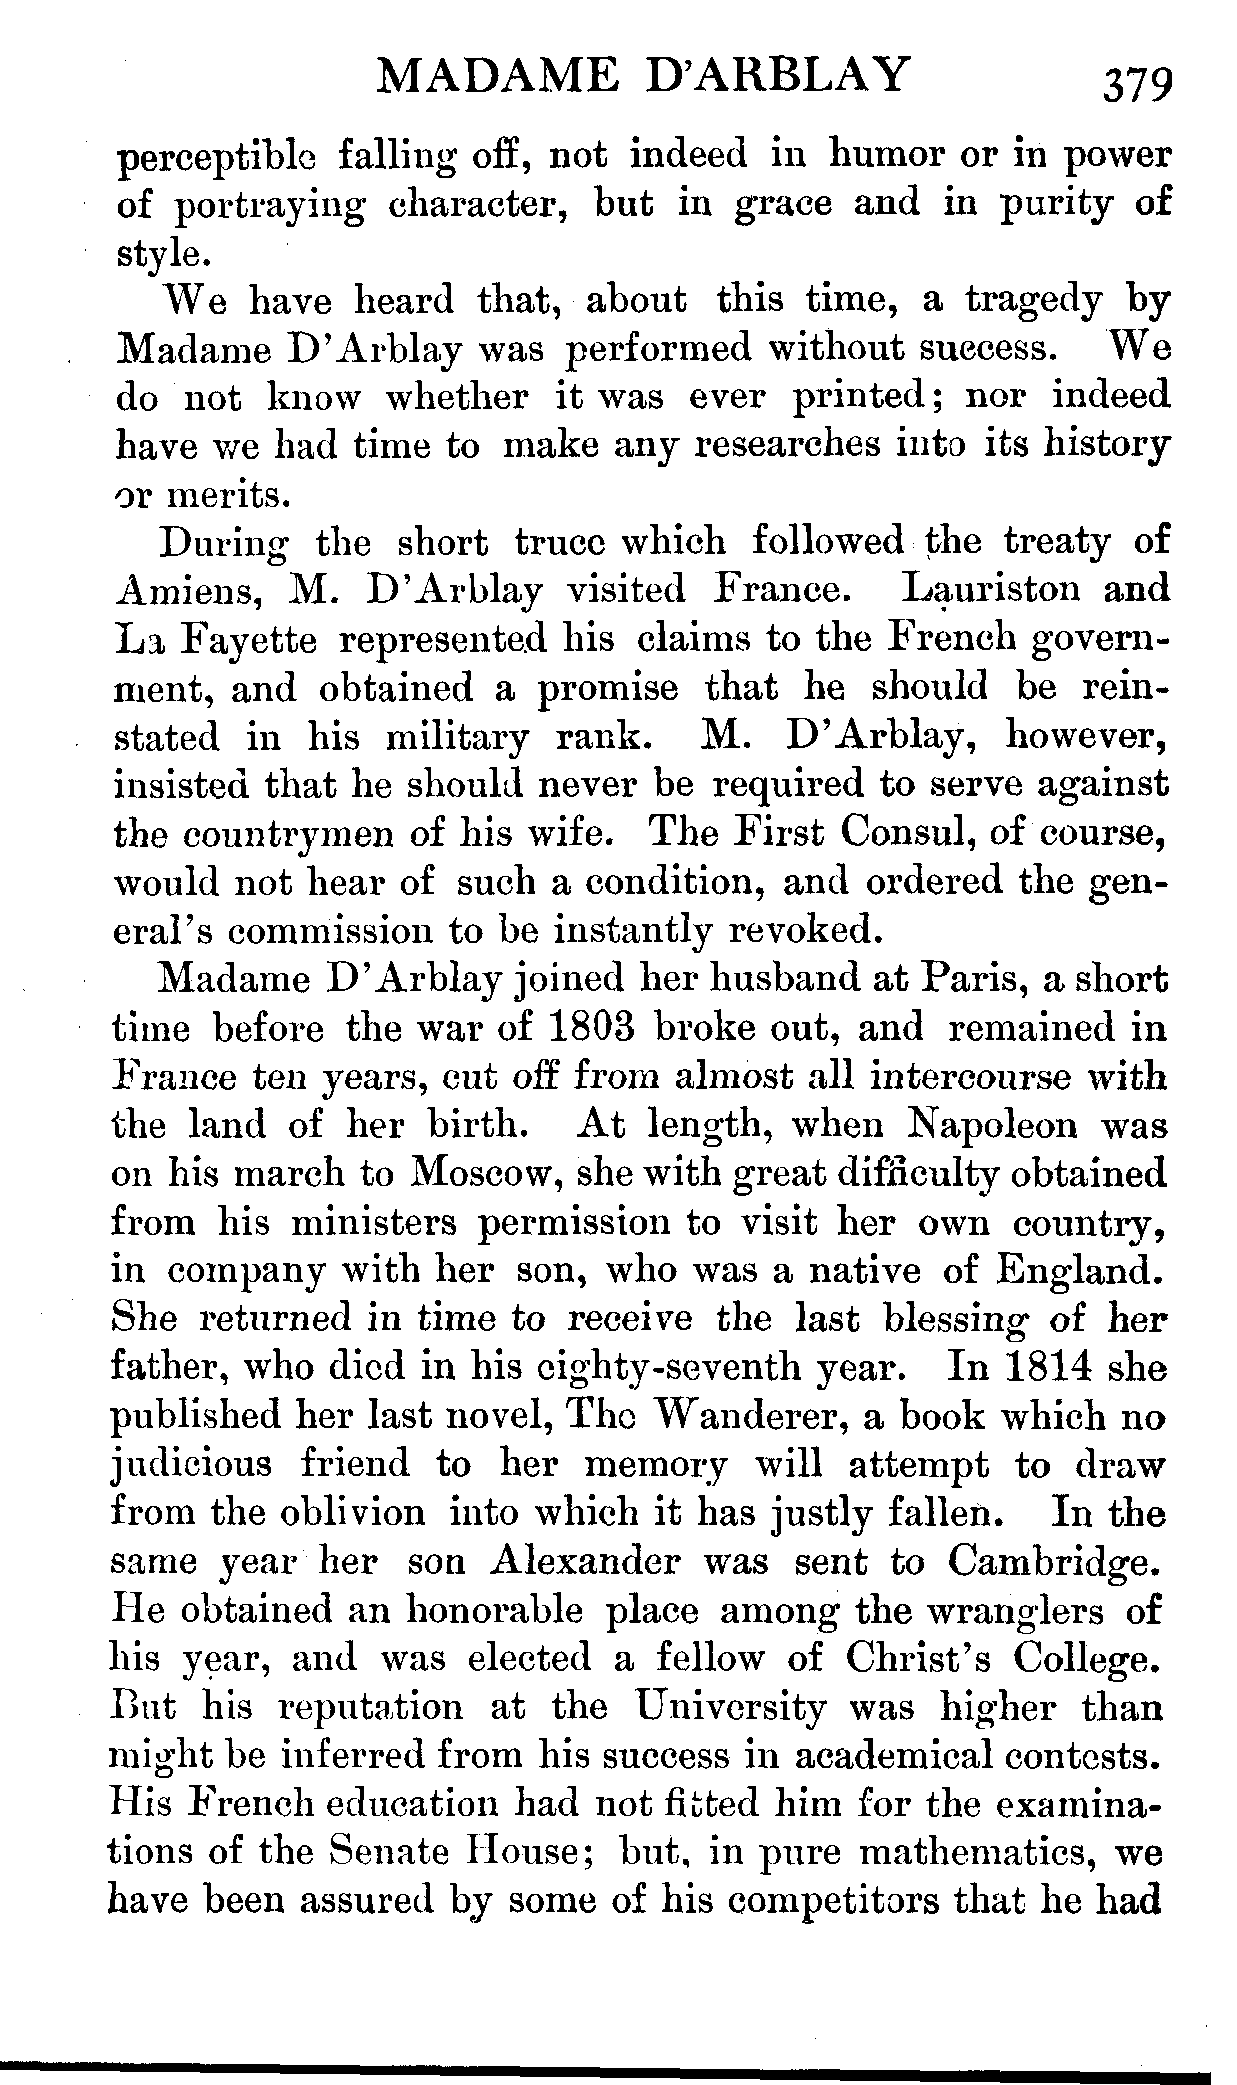 MADAME D'ARBLAY 379
perceptible falling off, not indeed in humor or in power
of portraying character, but in grace and in purity of
style.
We have heard that, about this time, a tragedy by
Madame D'Arblay was performed without success. We
do not know whether it was ever printed; nor indeed
have we had time to make any researches into its history
or merits.
During the short truce which followed the treaty of
Amiens, M. D'Arblay visited France. Lauriston and
La Fayette represented his claims to the French govern-
ment, and obtained a promise that he should be rein-
stated in his military rank. M. D'Arblay, however,
insisted that he should never be required to serve against
the countrymen of his wife. The First Consul, of course,
would not hear of such a condition, and ordered the gen-
eral's commission to be instantly revoked.
Madame D'Arblay joined her husband at Paris, a short
time before the war of 1803 broke out, and remained in
France ten years, cut off from almost all intercourse with
the land of her birth. At length, when Napoleon was
on his march to Moscow, she with great difficulty obtained
from his ministers permission to visit her own country,
in company with her son, who was a native of England.
She returned in time to receive the last blessing of her
father, who died in his eighty-seventh year. In 1814 she
published her last novel, The Wanderer, a book which no
judicious friend to her memory will attempt to draw
from the oblivion into which it has justly fallen. In the
same year her son Alexander was sent to Cambridge.
He obtained an honorable place among the wranglers of
his year, and was elected a fellow of Christ's College.
But his reputation at the University was higher than
might be inferred from his success in academical contests.
His French education had not fitted him for the examina-
tions of the Senate House; but, in pure mathematics, we
have been assured by some of his competitors that he had